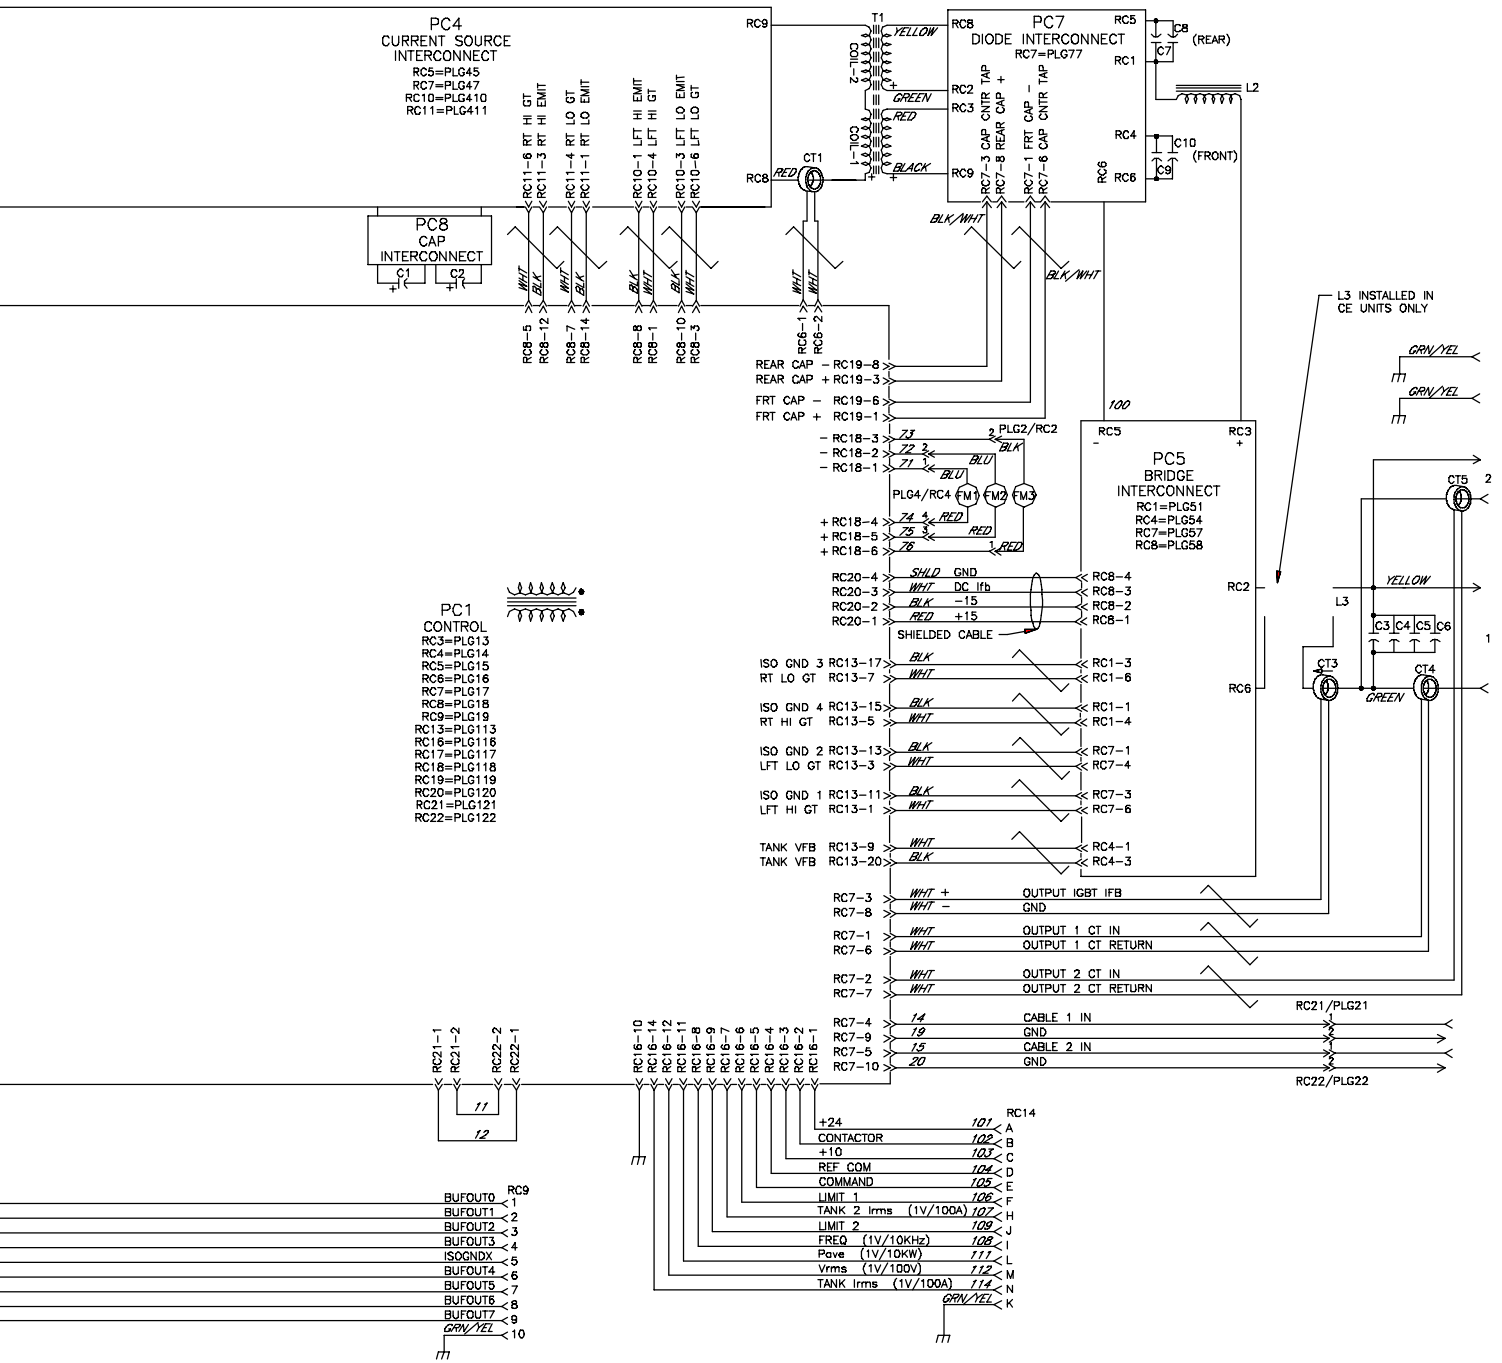 PC4
CURRENT SOURCE
INTERCONNECT
RC5=PLG45
RC7=PLG47
RC10=PLG410
RC11=PLG411
RC11-6 RT HI GT
RC11-3 RT HI EMIT
RC11-4 RT LO GT
RC11-1 RT LO EMIT
RC10-1 LFT HI EMIT
RC10-4 LFT HI GT
RC10-3 LFT LO EMIT
RC10-6 LFT LO GT
RC9
RC8
RED
CT1
T1
COIL-2
COIL-1
+
YELLOW
+
GREEN
RED
BLACK
+
PC7
DIODE INTERCONNECT
RC7=PLG77
RC8
RC2
RC3
RC9
RC5
RC1
RC4
RC6
RC6
RC7-3 CAP CNTR TAP
RC7-8 REAR CAP +
RC7-1 FRT CAP -
RC7-6 CAP CNTR TAP
C8
C7
(REAR)
L2
C10
C9
(FRONT)
BLK/WHT
BLK/WHT
PC8
CAP
INTERCONNECT
C1
+
C2
+
WHT
BLK
WHT
BLK
BLK
WHT
BLK
WHT
WHT
WHT
RC8-5
RC8-12
RC8-7
RC8-14
RC8-8
RC8-1
RC8-10
RC8-3
RC6-1
RC6-2
L3 INSTALLED IN
CE UNITS ONLY
GRN/YEL
GRN/YEL
REAR CAP - RC19-8
REAR CAP + RC19-3
FRT CAP - RC19-6
FRT CAP + RC19-1
100
- RC18-3 73 2 PLG2/RC2
- RC18-2 72 2 BLK
- RC18-1 71 1 BLU
BLU
PLG4/RC4 FM1 FM2 FM3
+ RC18-4 74 4 RED
+ RC18-5 75 3 RED
+ RC18-6 76 1 RED
RC20-4 SHLD GND RC8-4
RC20-3 WHT DC Ifb RC8-3
RC20-2 BLK -15 RC8-2
RC20-1 RED +15 RC8-1
SHIELDED CABLE
RC5
-
RC3
+
PC5
BRIDGE
INTERCONNECT
RC1=PLG51
RC4=PLG54
RC7=PLG57
RC8=PLG58
RC2
RC6
CT5
2
YELLOW
L3
C3 C4 C5 C6
1
CT3
CT4
GREEN
PC1
CONTROL
RC3=PLG13
RC4=PLG14
RC5=PLG15
RC6=PLG16
RC7=PLG17
RC8=PLG18
RC9=PLG19
RC13=PLG113
RC16=PLG116
RC17=PLG117
RC18=PLG118
RC19=PLG119
RC20=PLG120
RC21=PLG121
RC22=PLG122
ISO GND 3 RC13-17 BLK RC1-3
RT LO GT RC13-7 WHT RC1-6
ISO GND 4 RC13-15 BLK RC1-1
RT HI GT RC13-5 WHT RC1-4
ISO GND 2 RC13-13 BLK RC7-1
LFT LO GT RC13-3 WHT RC7-4
ISO GND 1 RC13-11 BLK RC7-3
LFT HI GT RC13-1 WHT RC7-6
TANK VFB RC13-9 WHT RC4-1
TANK VFB RC13-20 BLK RC4-3
RC7-3 WHT + OUTPUT IGBT IFB
RC7-8 WHT - GND
RC7-1 WHT OUTPUT 1 CT IN
RC7-6 WHT OUTPUT 1 CT RETURN
RC7-2 WHT OUTPUT 2 CT IN
RC7-7 WHT OUTPUT 2 CT RETURN
RC21/PLG21
RC7-4 14 CABLE 1 IN 1
RC7-9 19 GND 2
RC7-5 15 CABLE 2 IN 1
RC7-10 20 GND 2
RC22/PLG22
RC21-1
RC21-2
RC22-2
RC22-1
11
12
RC16-10
RC16-14
RC16-12
RC16-11
RC16-8
RC16-9
RC16-7
RC16-6
RC16-5
RC16-4
RC16-3
RC16-2
RC16-1
RC14
+24 101 A
CONTACTOR 102 B
+10 103 C
REF COM 104 D
COMMAND 105 E
LIMIT 1 106 F
TANK 2 Irms (1V/100A) 107 H
LIMIT 2 109 J
FREQ (1V/10KHz) 108 I
Pave (1V/10KW) 111 L
Vrms (1V/100V) 112 M
TANK Irms (1V/100A) 114 N
GRN/YEL K
RC9
BUFOUT0 1
BUFOUT1 2
BUFOUT2 3
BUFOUT3 4
ISOGNDX 5
BUFOUT4 6
BUFOUT5 7
BUFOUT6 8
BUFOUT7 9
GRN/YEL 10